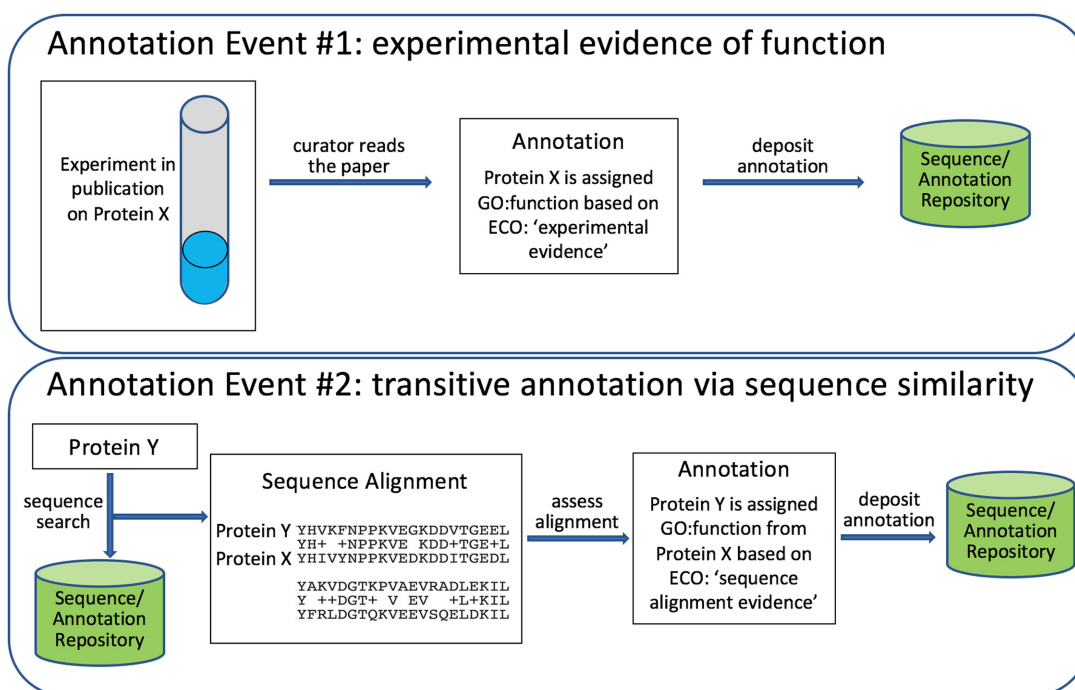 Annotation Event #1: experimental evidence of function
Experiment in
publication
on Protein X
curator reads
the paper
Annotation
Protein X is assigned
GO:function based on
ECO: ‘experimental
evidence’
deposit
annotation
Sequence/
Annotation
Repository
Annotation Event #2: transitive annotation via sequence similarity
Protein Y
sequence
search
Sequence/
Annotation
Repository
Sequence Alignment
Protein Y YHVKFNPPKVEGKDDVTGEEL
YH+ +NPPKVE KDD+TGE+L
Protein X YHIVYNPPKVEDKDDITGEDL
YAKVDGTKPVAEVRADLEKIL
Y ++DGT+ V EV +L+KIL
YFRLDGTQKVEEVSQELDKIL
assess
alignment
Annotation
Protein Y is assigned
GO:function from
Protein X based on
ECO: ‘sequence
alignment evidence’
deposit
annotation
Sequence/
Annotation
Repository